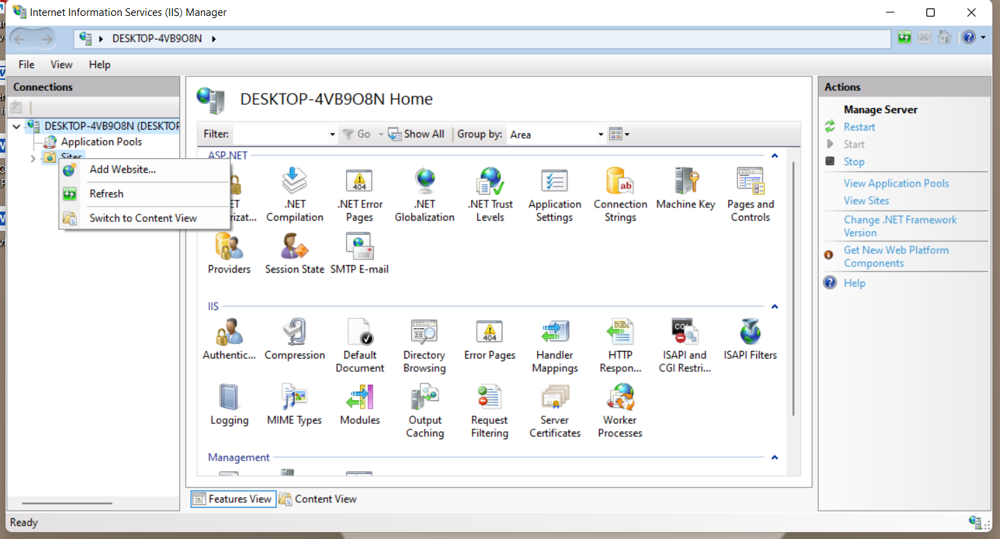 Internet Information Services (IIS) Manager
DESKTOP-4VB9O8N
File View Help
Connections
DESKTOP-4VB9O8N (DESKTOP
Application Pools
Sites
Add Website...
Refresh
Switch to Content View
DESKTOP-4VB9O8N Home
Filter: Go Show All Group by: Area
ASP.NET
.NET Compilation
.NET Error Pages
.NET Globalization
.NET Trust Levels
Application Settings
Connection Strings
Machine Key
Pages and Controls
Providers
Session State
SMTP E-mail
IIS
Authentic...
Compression
Default Document
Directory Browsing
Error Pages
Handler Mappings
HTTP Respon...
ISAPI and CGI Restri...
ISAPI Filters
Logging
MIME Types
Modules
Output Caching
Request Filtering
Server Certificates
Worker Processes
Management
Features View
Content View
Actions
Manage Server
Restart
Start
Stop
View Application Pools
View Sites
Change .NET Framework
Version
Get New Web Platform
Components
Help
Ready